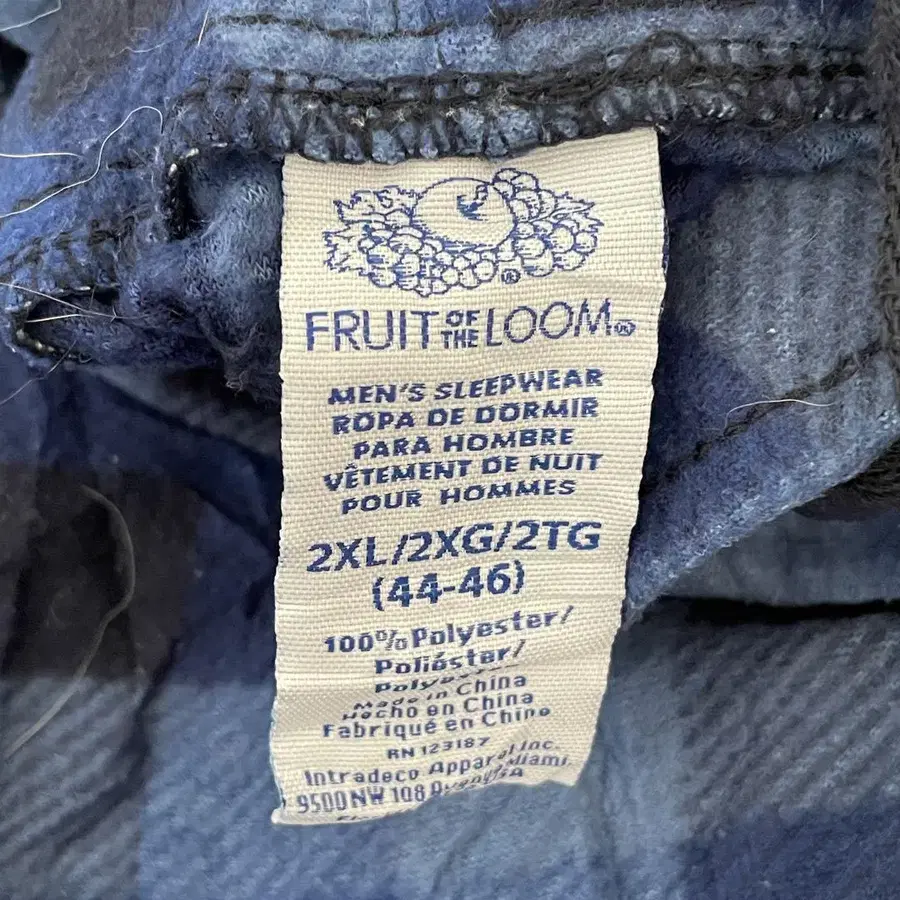 FRUIT OF THE LOOM®
MEN'S SLEEPWEAR
ROPA DE DORMIR
PARA HOMBRE
VÊTEMENT DE NUIT
POUR HOMMES
2XL/2XG/2TG
(44-46)
100% Polyester/
Poliéster/
Made in China
Hecho en China
Fabriqué en Chine
RN 123187
Intradeco Apparel Inc.
9500 NW 108 Miami,